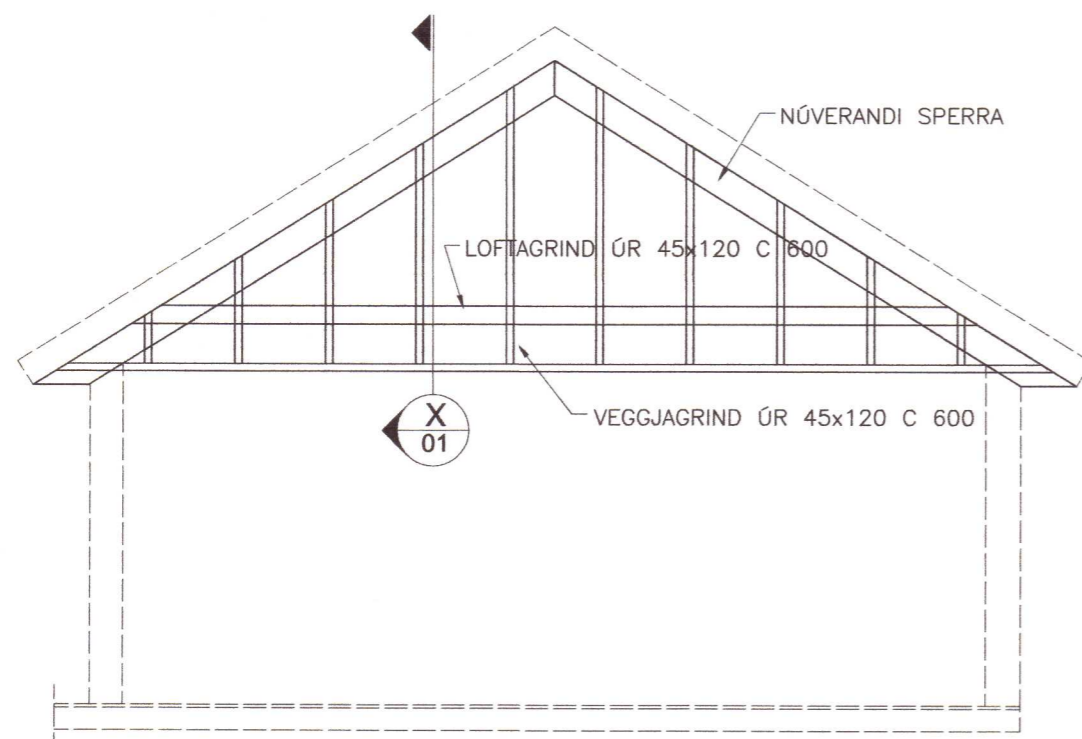 NÚVERANDI SPERRA
LOFTAGRIND ÚR 45x120 C 600
X
01
VEGGJAGRIND ÚR 45x120 C 600